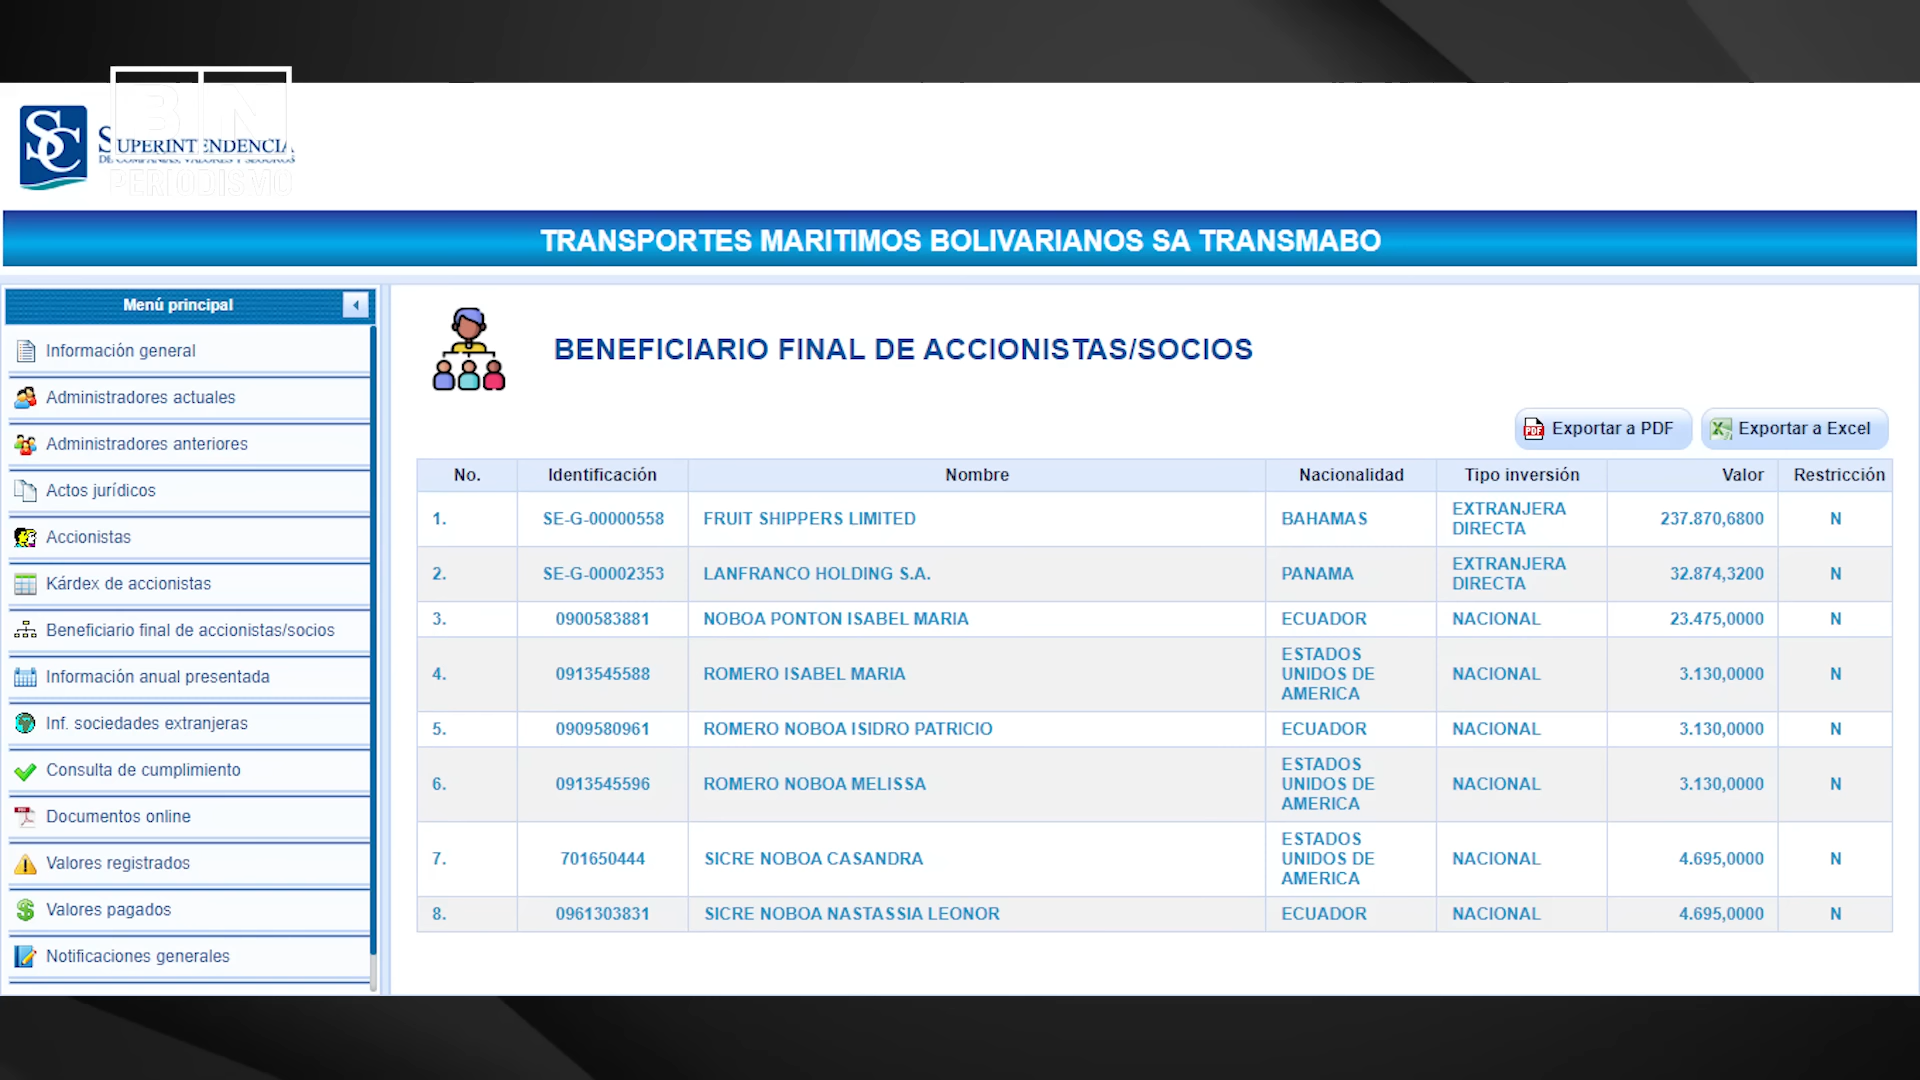 SC SUPERINTENDENCIA
DE COMPAÑÍAS, VALORES Y SEGUROS
BN
PERIODISMO
TRANSPORTES MARITIMOS BOLIVARIANOS SA TRANSMABO
Menú principal
Información general
Administradores actuales
Administradores anteriores
Actos jurídicos
Accionistas
Kárdex de accionistas
Beneficiario final de accionistas/socios
Información anual presentada
Inf. sociedades extranjeras
Consulta de cumplimiento
Documentos online
Valores registrados
Valores pagados
Notificaciones generales
BENEFICIARIO FINAL DE ACCIONISTAS/SOCIOS
Exportar a PDF Exportar a Excel
No. Identificación Nombre Nacionalidad Tipo inversión Valor Restricción
1. SE-G-00000558 FRUIT SHIPPERS LIMITED BAHAMAS EXTRANJERA DIRECTA 237.870,6800 N
2. SE-G-00002353 LANFRANCO HOLDING S.A. PANAMA EXTRANJERA DIRECTA 32.874,3200 N
3. 0900583881 NOBOA PONTON ISABEL MARIA ECUADOR NACIONAL 23.475,0000 N
4. 0913545588 ROMERO ISABEL MARIA ESTADOS UNIDOS DE AMERICA NACIONAL 3.130,0000 N
5. 0909580961 ROMERO NOBOA ISIDRO PATRICIO ECUADOR NACIONAL 3.130,0000 N
6. 0913545596 ROMERO NOBOA MELISSA ESTADOS UNIDOS DE AMERICA NACIONAL 3.130,0000 N
7. 701650444 SICRE NOBOA CASANDRA ESTADOS UNIDOS DE AMERICA NACIONAL 4.695,0000 N
8. 0961303831 SICRE NOBOA NASTASSIA LEONOR ECUADOR NACIONAL 4.695,0000 N